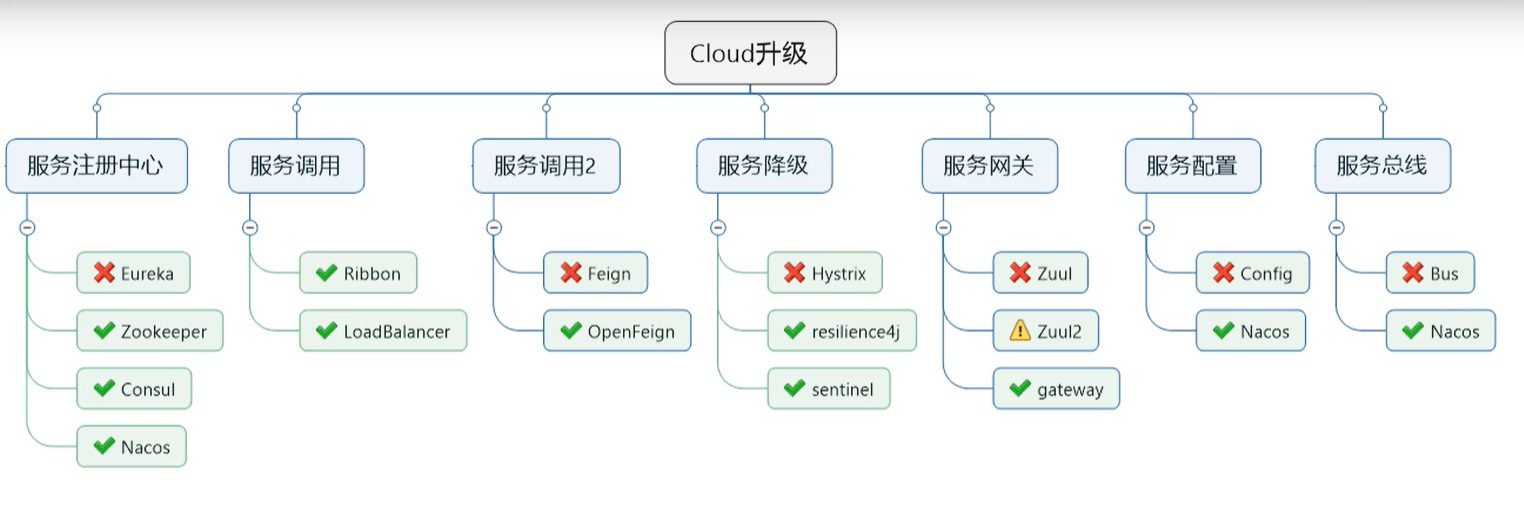 Cloud升级
服务注册中心
服务调用
服务调用2
服务降级
服务网关
服务配置
服务总线
Eureka
Zookeeper
Consul
Nacos
Ribbon
LoadBalancer
Feign
OpenFeign
Hystrix
resilience4j
sentinel
Zuul
Zuul2
gateway
Config
Nacos
Bus
Nacos